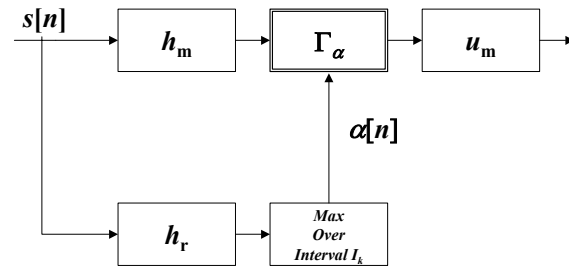 s[n]
h_m
Γ_α
u_m
α[n]
h_r
Max
Over
Interval I_k